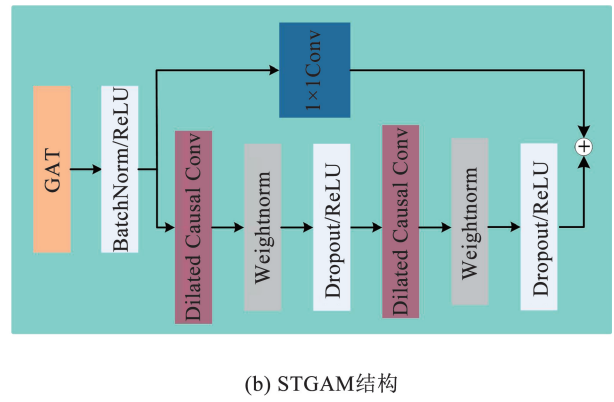 GAT
BatchNorm/ReLU
1×1Conv
Dilated Causal Conv
Weightnorm
Dropout/ReLU
Dilated Causal Conv
Weightnorm
Dropout/ReLU
+
(b) STGAM结构